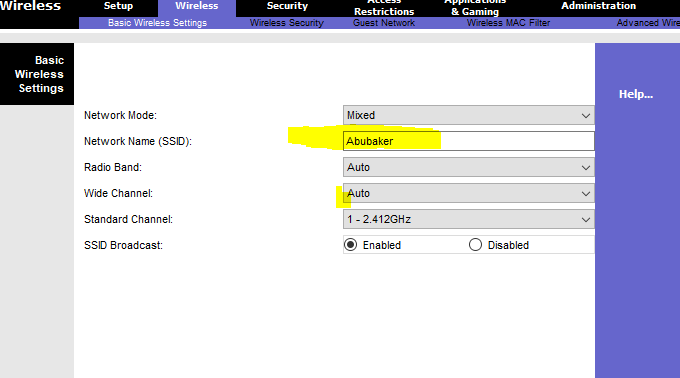 Wireless Setup Wireless Security Access Restrictions Applications & Gaming Administration
Basic Wireless Settings Wireless Security Guest Network Wireless MAC Filter Advanced Wire
Basic
Wireless
Settings
Help...
Network Mode: Mixed
Network Name (SSID): Abubaker
Radio Band: Auto
Wide Channel: Auto
Standard Channel: 1 - 2.412GHz
SSID Broadcast: Enabled Disabled